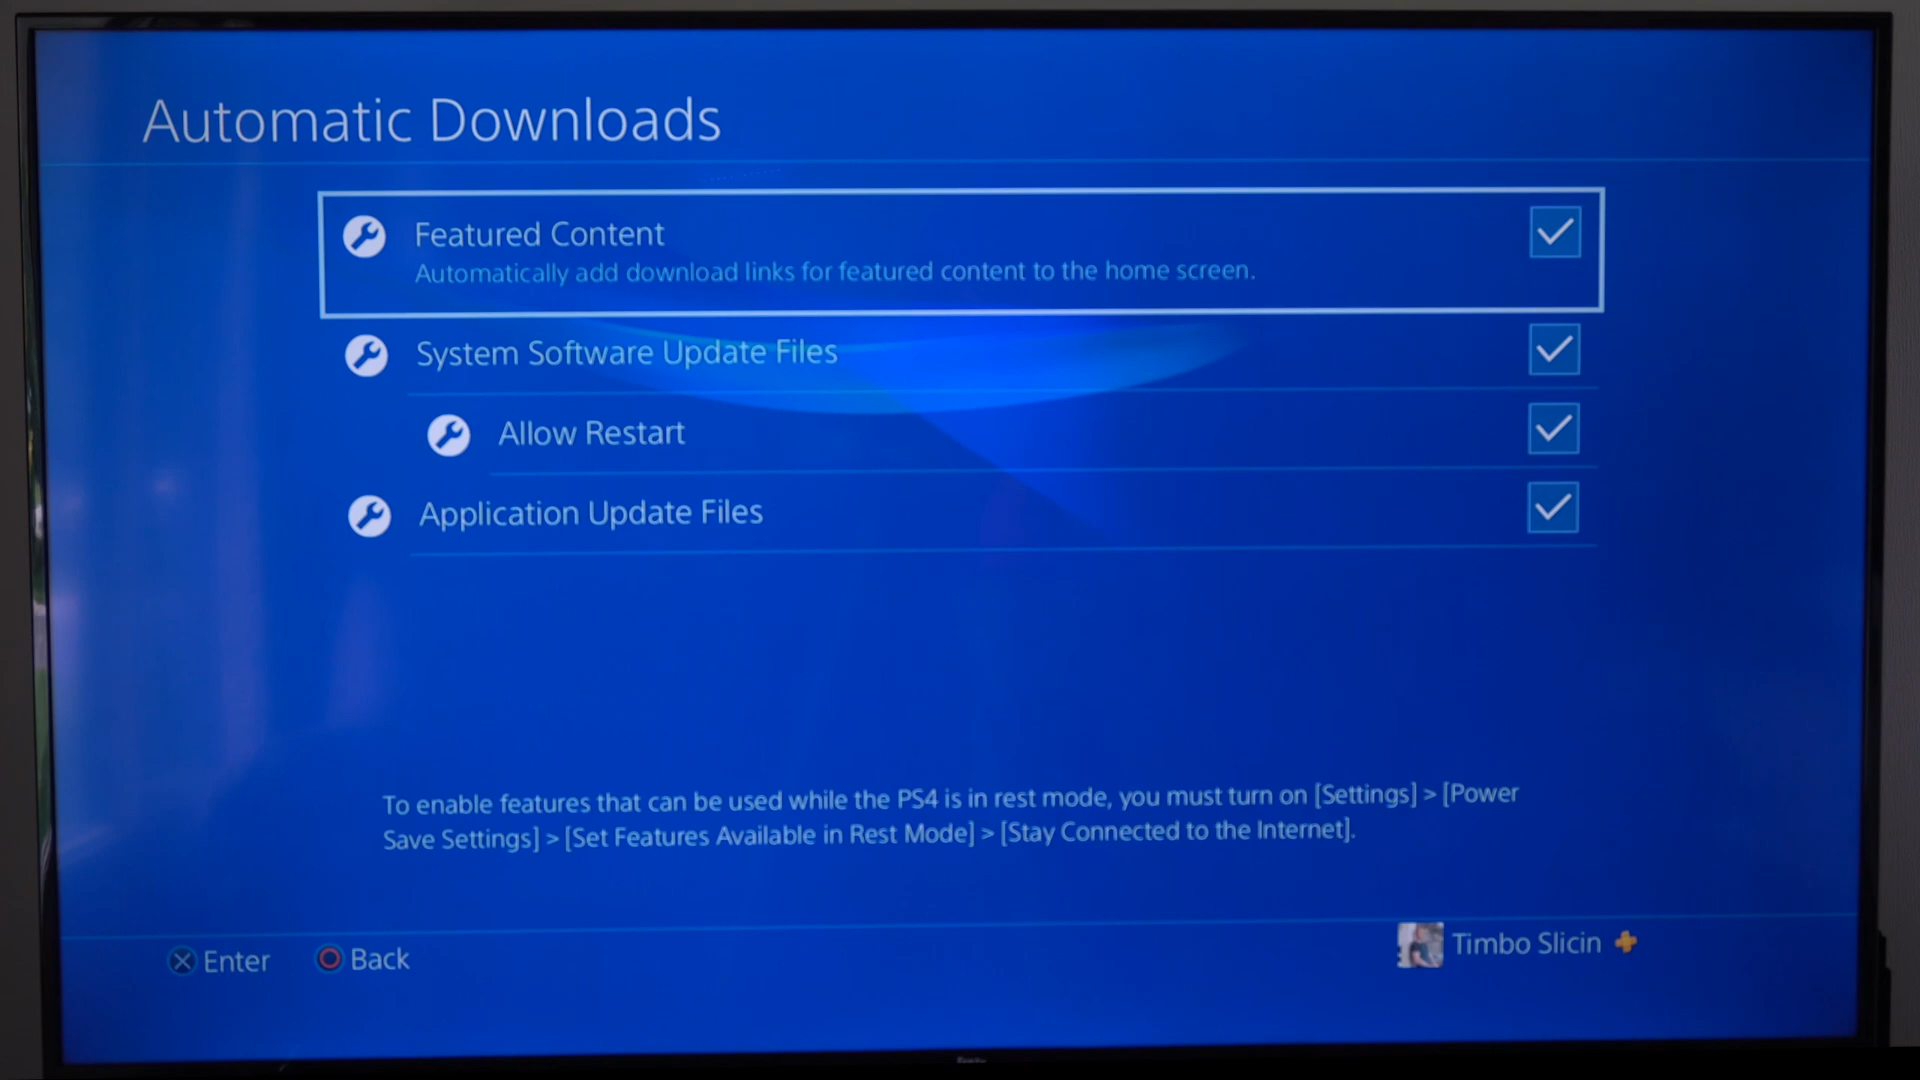 Automatic Downloads
Featured Content
Automatically add download links for featured content to the home screen.
System Software Update Files
Allow Restart
Application Update Files
To enable features that can be used while the PS4 is in rest mode, you must turn on [Settings] > [Power
Save Settings] > [Set Features Available in Rest Mode] > [Stay Connected to the Internet].
Enter Back
Timbo Slicin